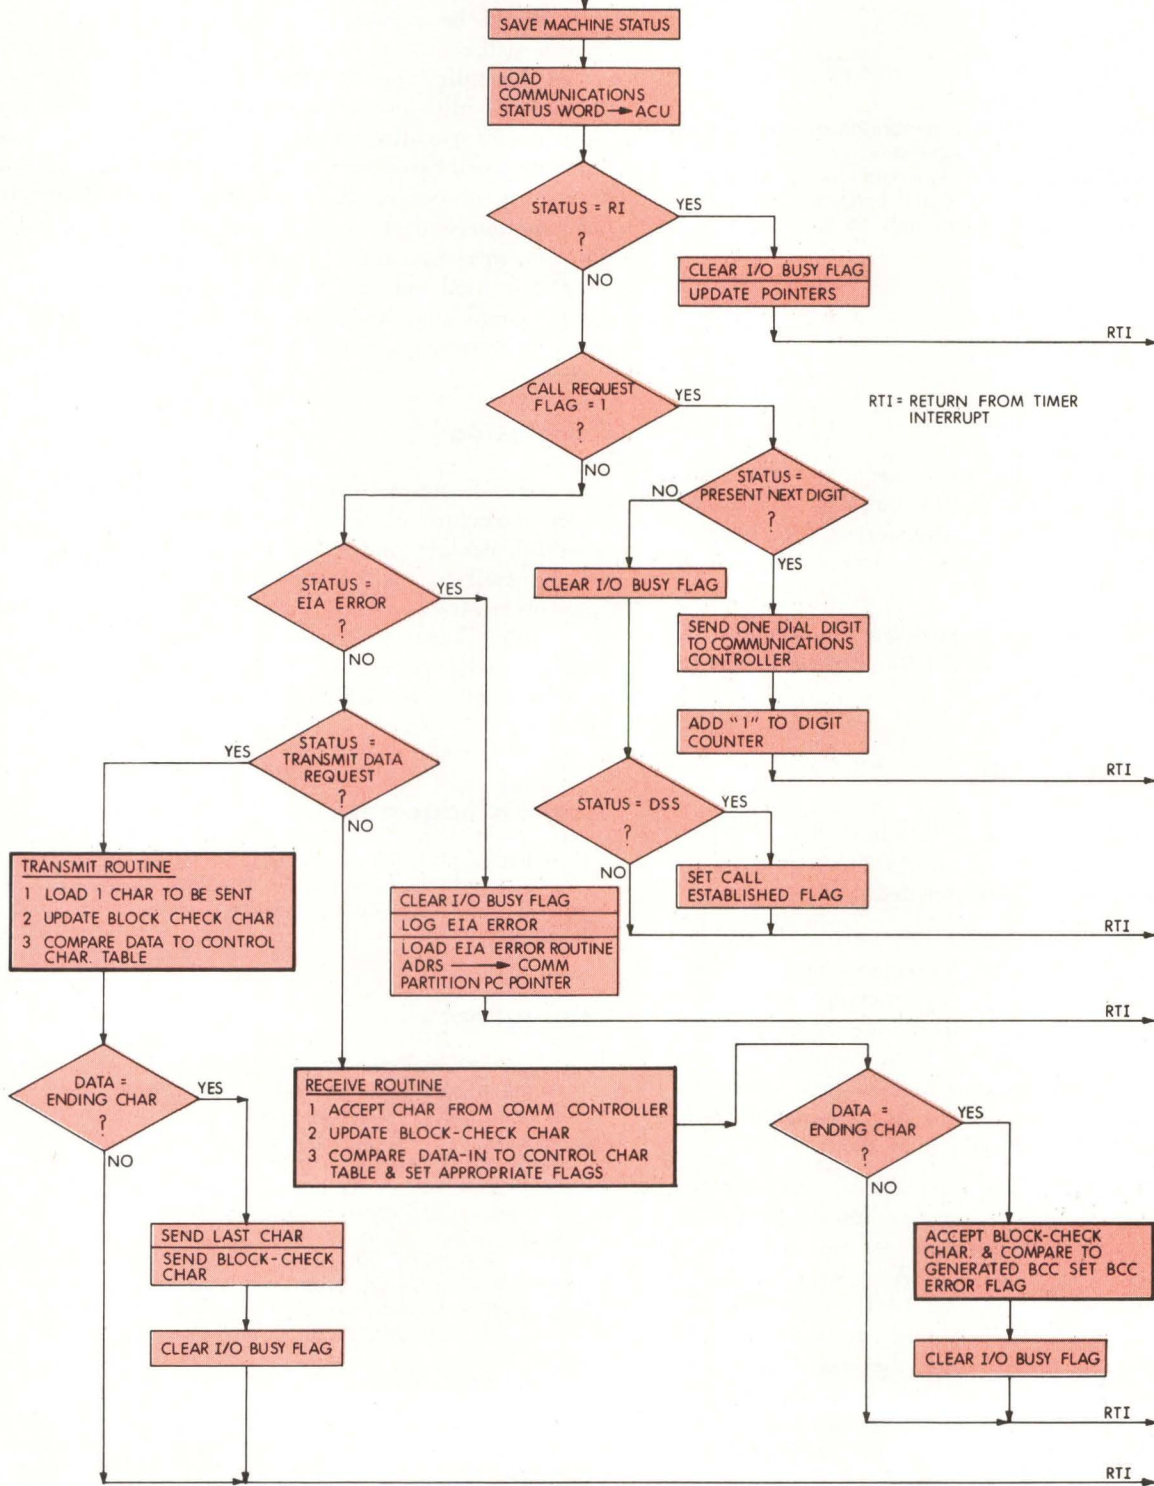 SAVE MACHINE STATUS
LOAD
COMMUNICATIONS
STATUS WORD → ACU
STATUS = RI
?
YES
NO
CLEAR I/O BUSY FLAG
UPDATE POINTERS
RTI
CALL REQUEST
FLAG = 1
?
YES
NO
RTI = RETURN FROM TIMER
INTERRUPT
STATUS =
PRESENT NEXT DIGIT
?
NO
YES
CLEAR I/O BUSY FLAG
SEND ONE DIAL DIGIT
TO COMMUNICATIONS
CONTROLLER
ADD "1" TO DIGIT
COUNTER
RTI
STATUS =
EIA ERROR
?
YES
NO
STATUS =
TRANSMIT DATA
REQUEST
?
YES
NO
STATUS = DSS
?
YES
NO
SET CALL
ESTABLISHED FLAG
RTI
TRANSMIT ROUTINE
1 LOAD 1 CHAR TO BE SENT
2 UPDATE BLOCK CHECK CHAR
3 COMPARE DATA TO CONTROL
CHAR. TABLE
CLEAR I/O BUSY FLAG
LOG EIA ERROR
LOAD EIA ERROR ROUTINE
ADRS → COMM
PARTITION PC POINTER
RTI
DATA =
ENDING CHAR
?
YES
NO
RECEIVE ROUTINE
1 ACCEPT CHAR FROM COMM CONTROLLER
2 UPDATE BLOCK-CHECK CHAR
3 COMPARE DATA-IN TO CONTROL CHAR
TABLE & SET APPROPRIATE FLAGS
DATA =
ENDING CHAR
?
YES
NO
SEND LAST CHAR
SEND BLOCK-CHECK
CHAR
CLEAR I/O BUSY FLAG
ACCEPT BLOCK-CHECK
CHAR. & COMPARE TO
GENERATED BCC SET BCC
ERROR FLAG
CLEAR I/O BUSY FLAG
RTI
RTI